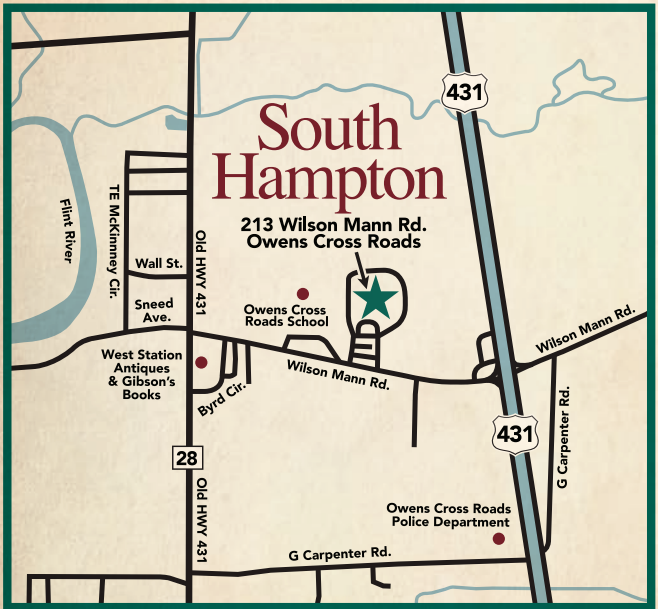 431
South
Hampton
213 Wilson Mann Rd.
Owens Cross Roads
Flint River
TE McKinnney Cir.
Old HWY 431
Wall St.
Sneed
Ave.
Owens Cross
Roads School
Wilson Mann Rd.
West Station
Antiques
& Gibson's
Books
Byrd Cir.
Wilson Mann Rd.
G Carpenter Rd.
431
28
Old HWY 431
Owens Cross Roads
Police Department
G Carpenter Rd.